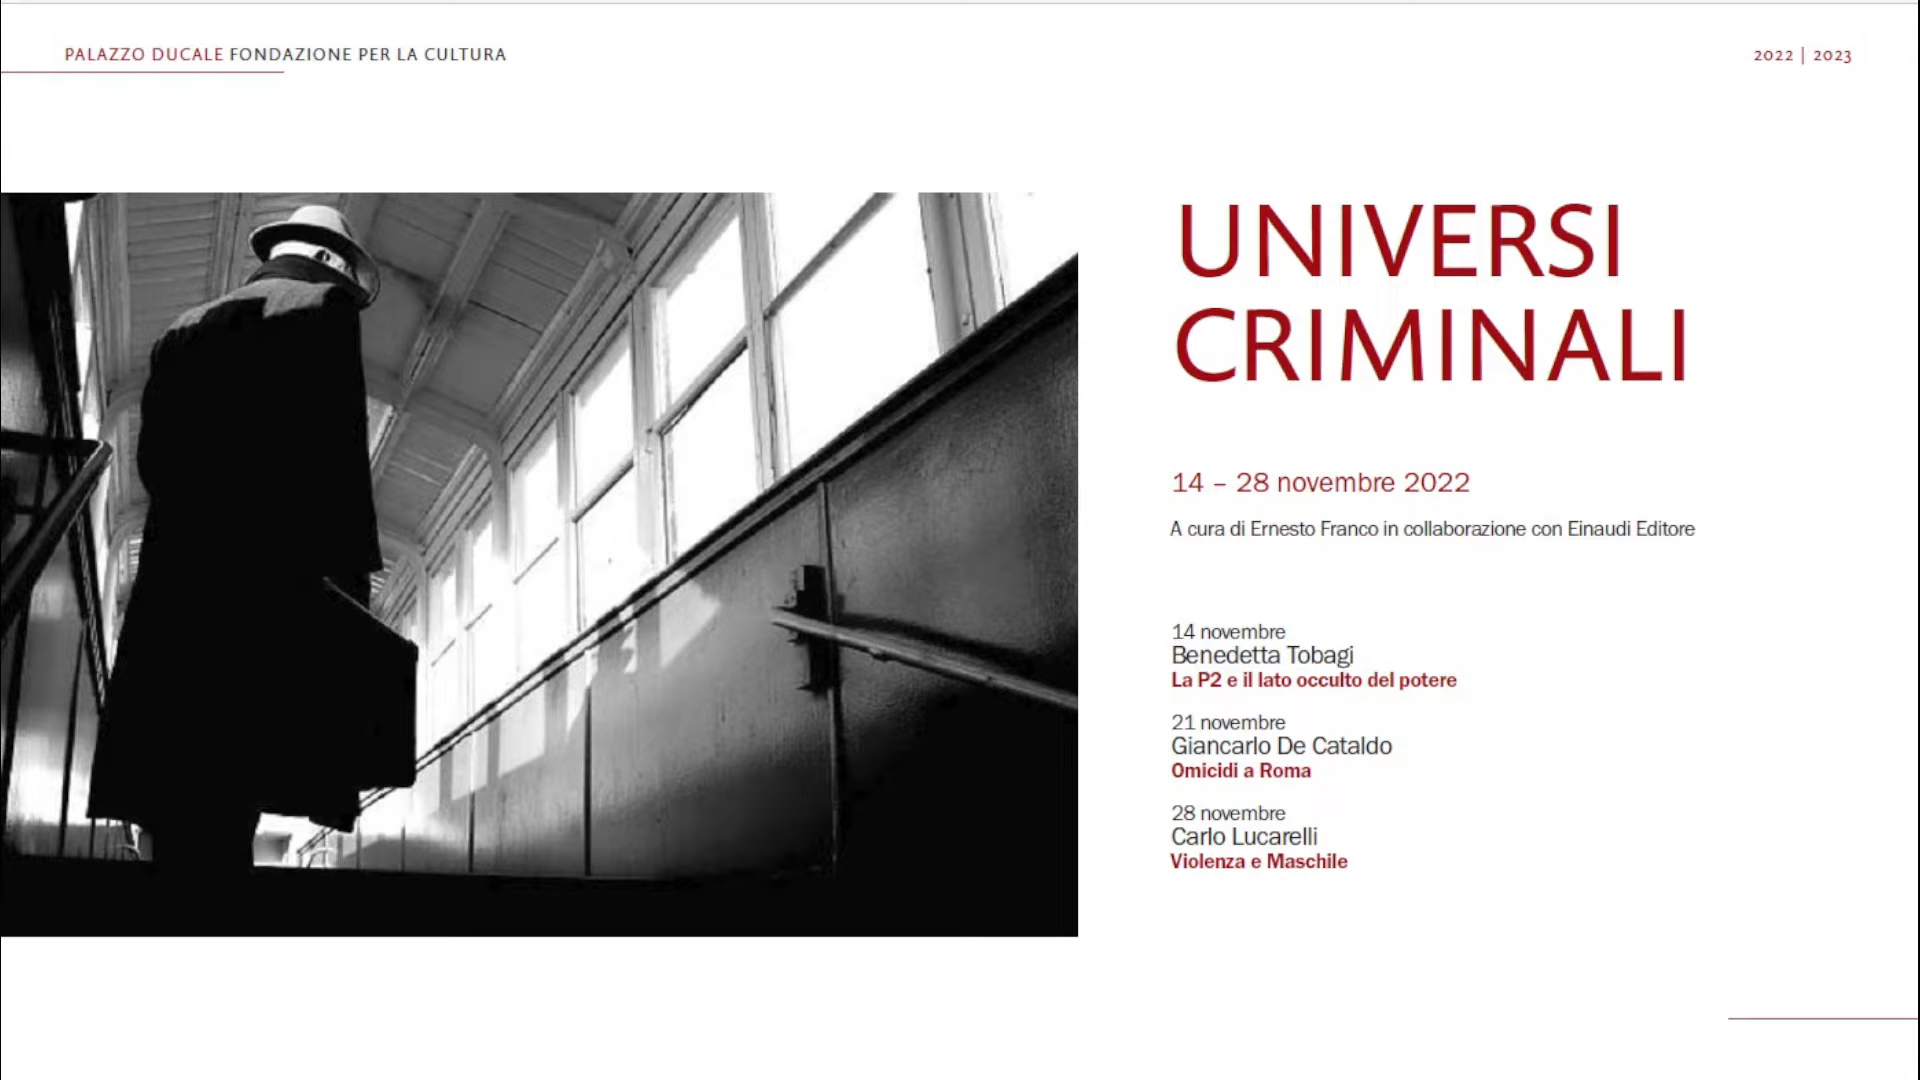 PALAZZO DUCALE FONDAZIONE PER LA CULTURA
2022 | 2023
UNIVERSI
CRIMINALI
14 – 28 novembre 2022
A cura di Ernesto Franco in collaborazione con Einaudi Editore
14 novembre
Benedetta Tobagi
La P2 e il lato occulto del potere
21 novembre
Giancarlo De Cataldo
Omicidi a Roma
28 novembre
Carlo Lucarelli
Violenza e Maschile